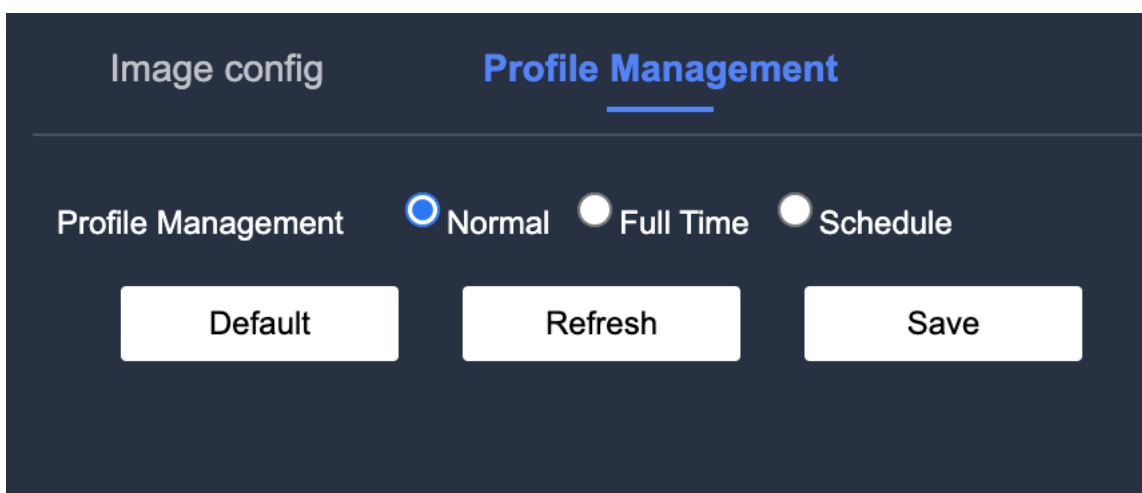 Image config Profile Management
Profile Management Normal Full Time Schedule
Default Refresh Save